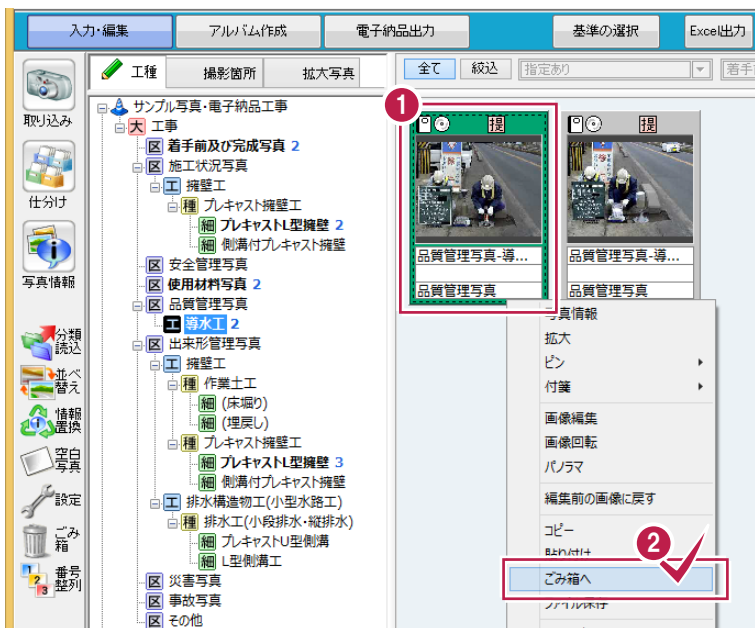 入力・編集
アルバム作成
電子納品出力
基準の選択
Excel出力
工種
撮影箇所
拡大写真
全て
絞込
指定あり
着手
取り込み
仕分け
写真情報
分類
読込
並べ
替え
情報
置換
空白
写真
設定
ごみ
箱
番号
整列
サンプル写真・電子納品工事
大 工事
区 着手前及び完成写真 2
区 施工状況写真
工 擁壁工
種 プレキャスト擁壁工
細 プレキャストL型擁壁 2
細 側溝付プレキャスト擁壁
区 安全管理写真
区 使用材料写真 2
区 品質管理写真
工 導水工 2
区 出来形管理写真
工 擁壁工
種 作業土工
細 (床堀り)
細 (埋戻し)
種 プレキャスト擁壁工
細 プレキャストL型擁壁 3
細 側溝付プレキャスト擁壁
工 排水構造物工(小型水路工)
種 排水工(小段排水・縦排水)
細 プレキャストU型側溝
細 L型側溝工
区 災害写真
区 事故写真
区 その他
1
提
品質管理写真-導...
品質管理写真
提
品質管理写真-導...
品質管理写真
写真情報
拡大
ピン
付箋
画像編集
画像回転
パノラマ
編集前の画像に戻す
コピー
貼り付け
2
ごみ箱へ
ファイル保存